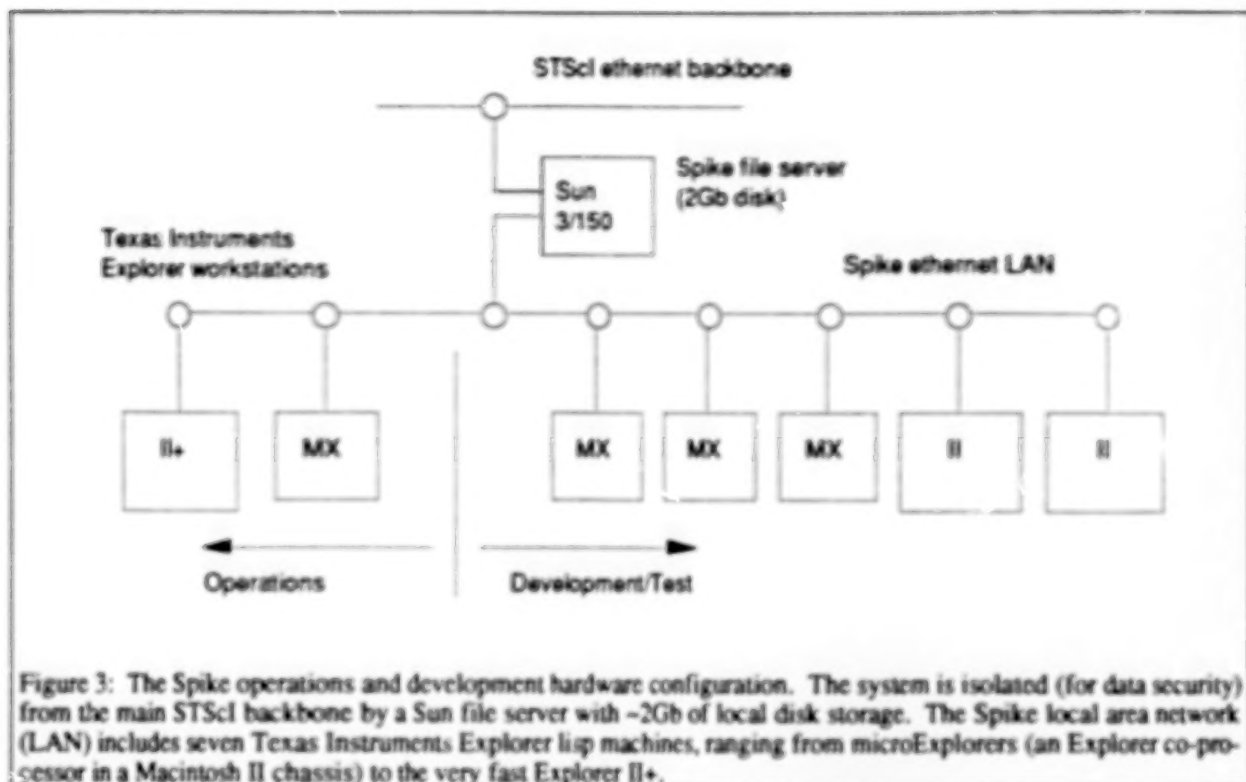 STScI ethernet backbone
Sun
3/150
Spike file server
(2Gb disk)
Texas Instruments
Explorer workstations
Spike ethernet LAN
II+
MX
MX
MX
MX
II
II
Operations
Development/Test
Figure 3: The Spike operations and development hardware configuration. The system is isolated (for data security)
from the main STScI backbone by a Sun file server with ~2Gb of local disk storage. The Spike local area network
(LAN) includes seven Texas Instruments Explorer lisp machines, ranging from microExplorers (an Explorer co-pro-
cessor in a Macintosh II chassis) to the very fast Explorer II+.